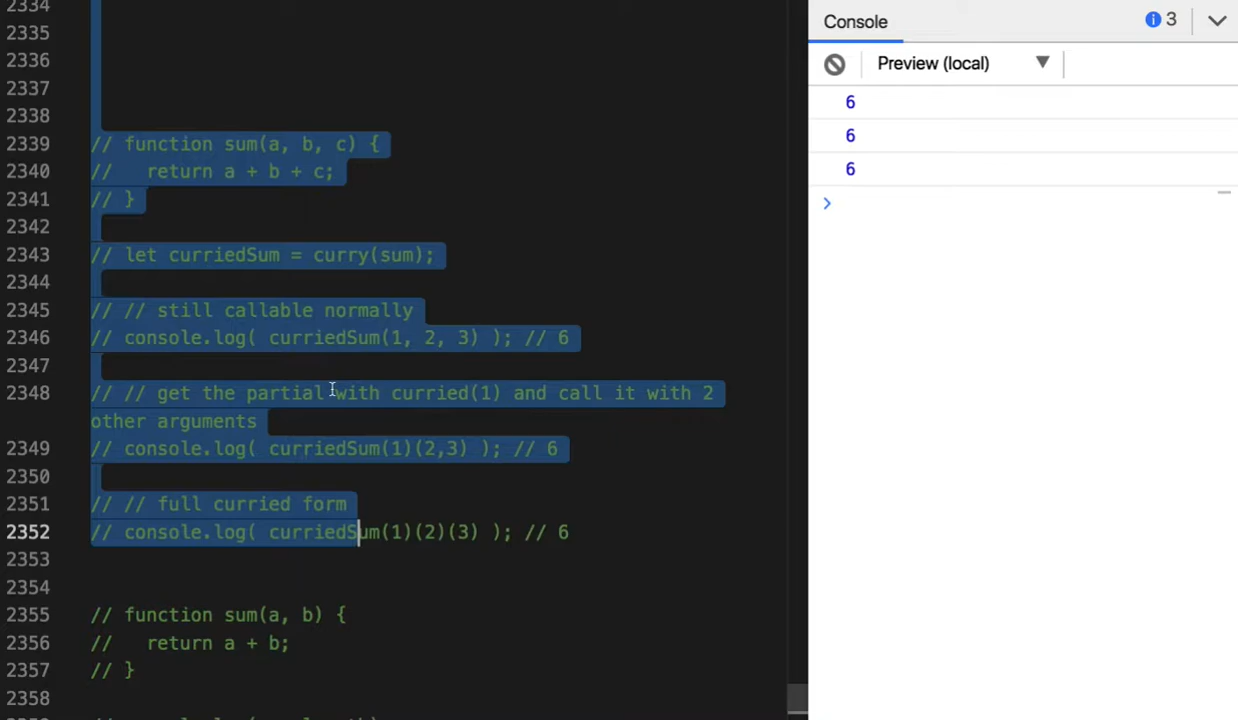 2334
2335
2336
2337
2338
2339 // function sum(a, b, c) {
2340 //   return a + b + c;
2341 // }
2342
2343 // let curriedSum = curry(sum);
2344
2345 // // still callable normally
2346 // console.log( curriedSum(1, 2, 3) ); // 6
2347
2348 // // get the partial with curried(1) and call it with 2
other arguments
2349 // console.log( curriedSum(1)(2,3) ); // 6
2350
2351 // // full curried form
2352 // console.log( curriedSum(1)(2)(3) ); // 6
2353
2354
2355 // function sum(a, b) {
2356 //   return a + b;
2357 // }
2358
Console
3
Preview (local)
6
6
6